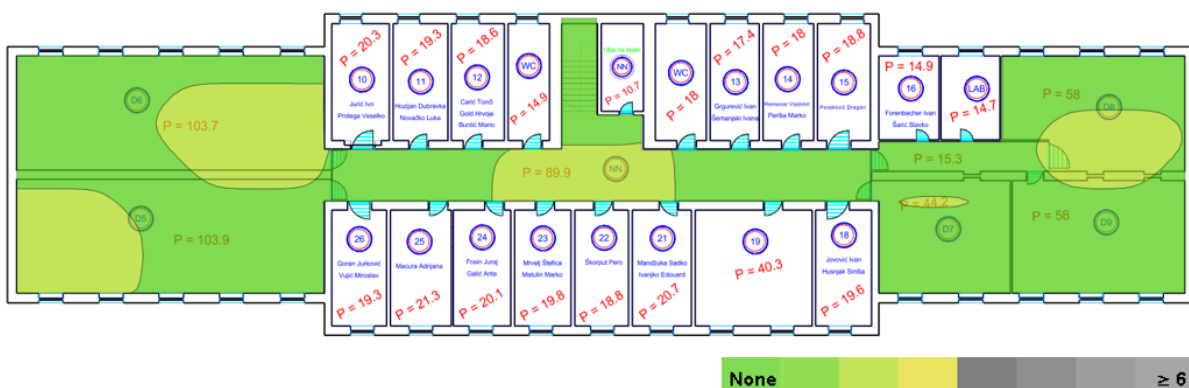 P = 20.3
10
Jurić Ivo
Protega Veselko
P = 19.3
11
Hozjan Dubravka
Novačko Luka
P = 18.6
12
Carić Tonči
Gold Hrvoje
Buntić Mario
WC
P = 14.9
Ulaz na tavan
NN
P = 10.7
WC
P = 18
P = 17.4
13
Grgurević Ivan
Šemanjski Ivana
P = 18
14
Remenar Vladimir
Periša Marko
P = 18.8
15
Peraković Dragan
P = 14.9
16
Forenbacher Ivan
Šarić Slavko
LAB
P = 14.7
P = 58
D8
D6
P = 103.7
P = 89.9
NN
P = 15.3
D5
P = 103.9
26
Goran Jurković
Vujić Miroslav
P = 19.3
25
Macura Adrijana
P = 21.3
24
Fosin Juraj
Galić Ante
P = 20.1
23
Mrvelj Štefica
Matulin Marko
P = 19.8
22
Škorput Pero
P = 18.8
21
Mandžuka Sadko
Ivanjko Edouard
P = 20.7
19
P = 40.3
18
Jovović Ivan
Husnjak Siniša
P = 19.6
P = 44.2
D7
P = 58
D9
None
≥ 6